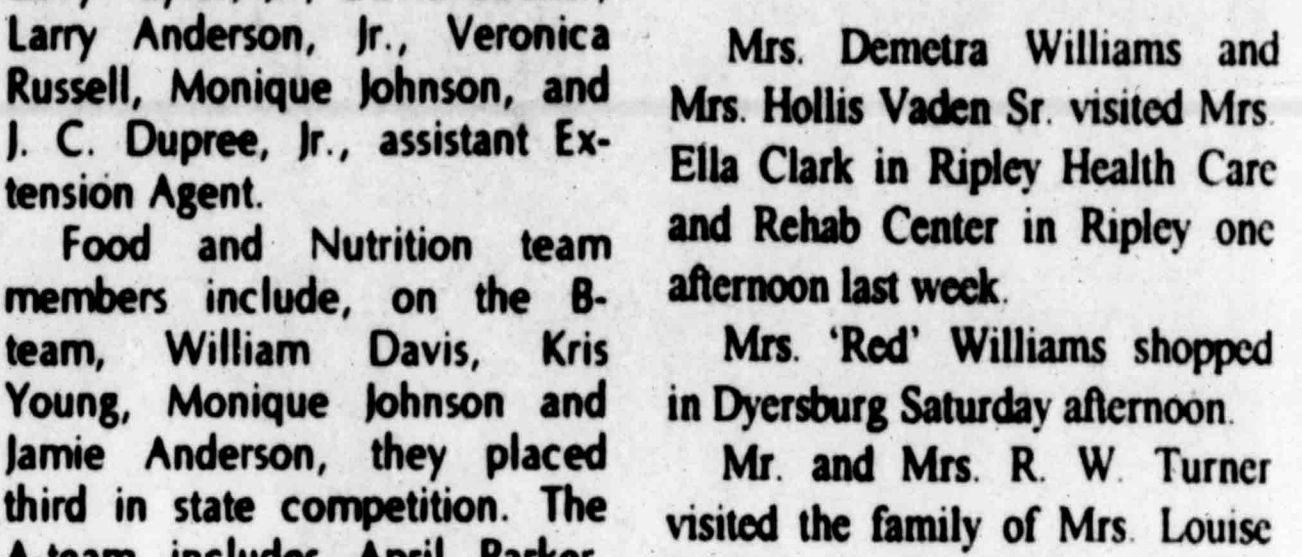 Larry Anderson, Jr., Veronica
Russell, Monique Johnson, and
J. C. Dupree, Jr., assistant Ex-
tension Agent.
Food and Nutrition team
members include, on the B-
team, William Davis, Kris
Young, Monique Johnson and
Jamie Anderson, they placed
third in state competition. The
A-team includes April Parker,
Mrs. Demetra Williams and
Mrs. Hollis Vaden Sr. visited Mrs.
Ella Clark in Ripley Health Care
and Rehab Center in Ripley one
afternoon last week.
Mrs. 'Red' Williams shopped
in Dyersburg Saturday afternoon.
Mr. and Mrs. R. W. Turner
visited the family of Mrs. Louise